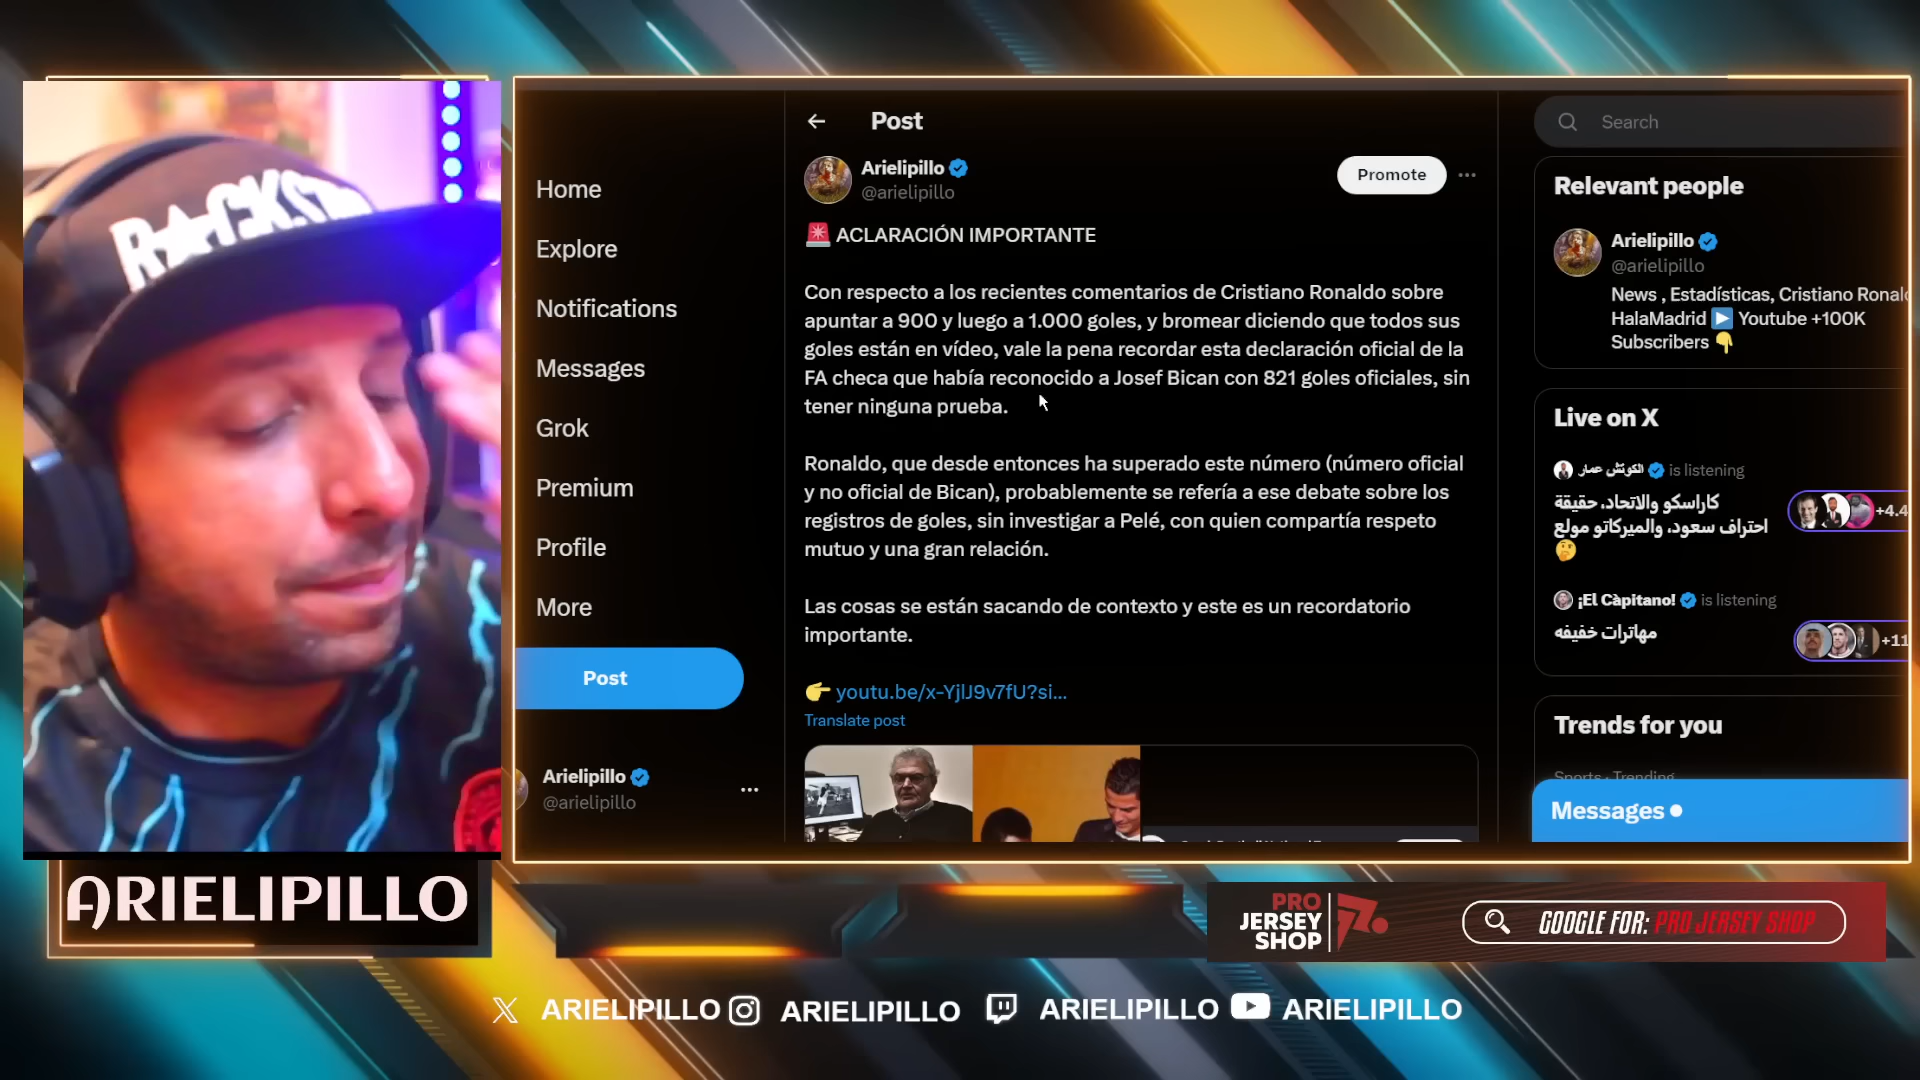 Home
Explore
Notifications
Messages
Grok
Premium
Profile
More
Post
Arielipillo
@arielipillo
Post
Arielipillo
@arielipillo
Promote
ACLARACIÓN IMPORTANTE
Con respecto a los recientes comentarios de Cristiano Ronaldo sobre
apuntar a 900 y luego a 1.000 goles, y bromear diciendo que todos sus
goles están en vídeo, vale la pena recordar esta declaración oficial de la
FA checa que había reconocido a Josef Bican con 821 goles oficiales, sin
tener ninguna prueba.
Ronaldo, que desde entonces ha superado este número (número oficial
y no oficial de Bican), probablemente se refería a ese debate sobre los
registros de goles, sin investigar a Pelé, con quien compartía respeto
mutuo y una gran relación.
Las cosas se están sacando de contexto y este es un recordatorio
importante.
youtu.be/x-YjlJ9v7fU?si...
Translate post
Search
Relevant people
Arielipillo
@arielipillo
News , Estadísticas, Cristiano
HalaMadrid Youtube +100K
Subscribers
Live on X
الكوتش عمار is listening
كاراسكو والاتحاد، حقيقة
احتراف سعود، والميركاتو مولع
+4.4
¡El Càpitano! is listening
مهاترات خفيفه
+11
Trends for you
Sports · Trending
Messages
ARIELIPILLO
PRO
JERSEY
SHOP
GOOGLE FOR: PRO JERSEY SHOP
ARIELIPILLO ARIELIPILLO ARIELIPILLO ARIELIPILLO